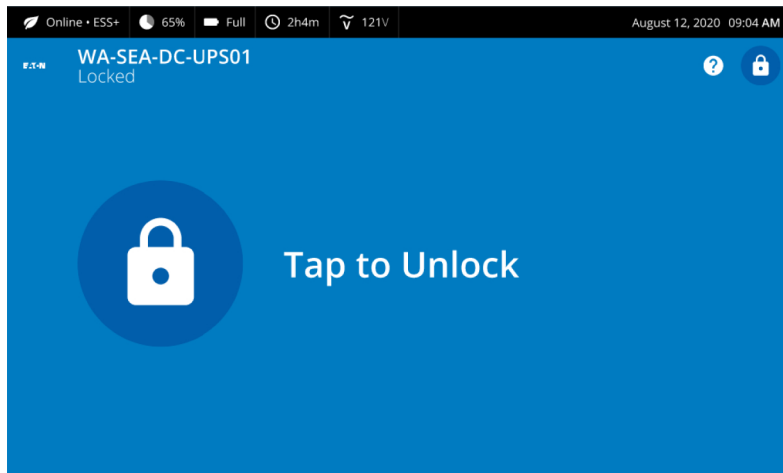 Online • ESS+ 65% Full 2h4m V 121V August 12, 2020 09:04 AM
EATON WA-SEA-DC-UPS01
Locked
?
Tap to Unlock